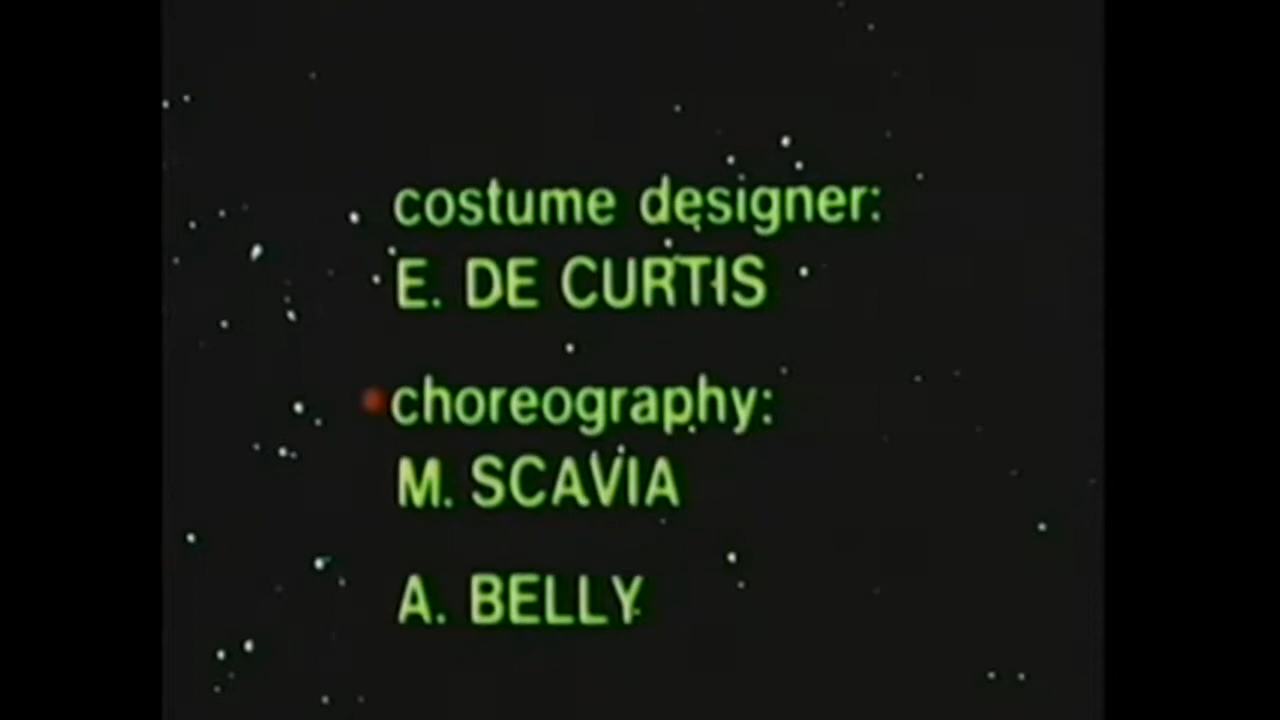 costume designer:
E. DE CURTIS
choreography:
M. SCAVIA
A. BELLY